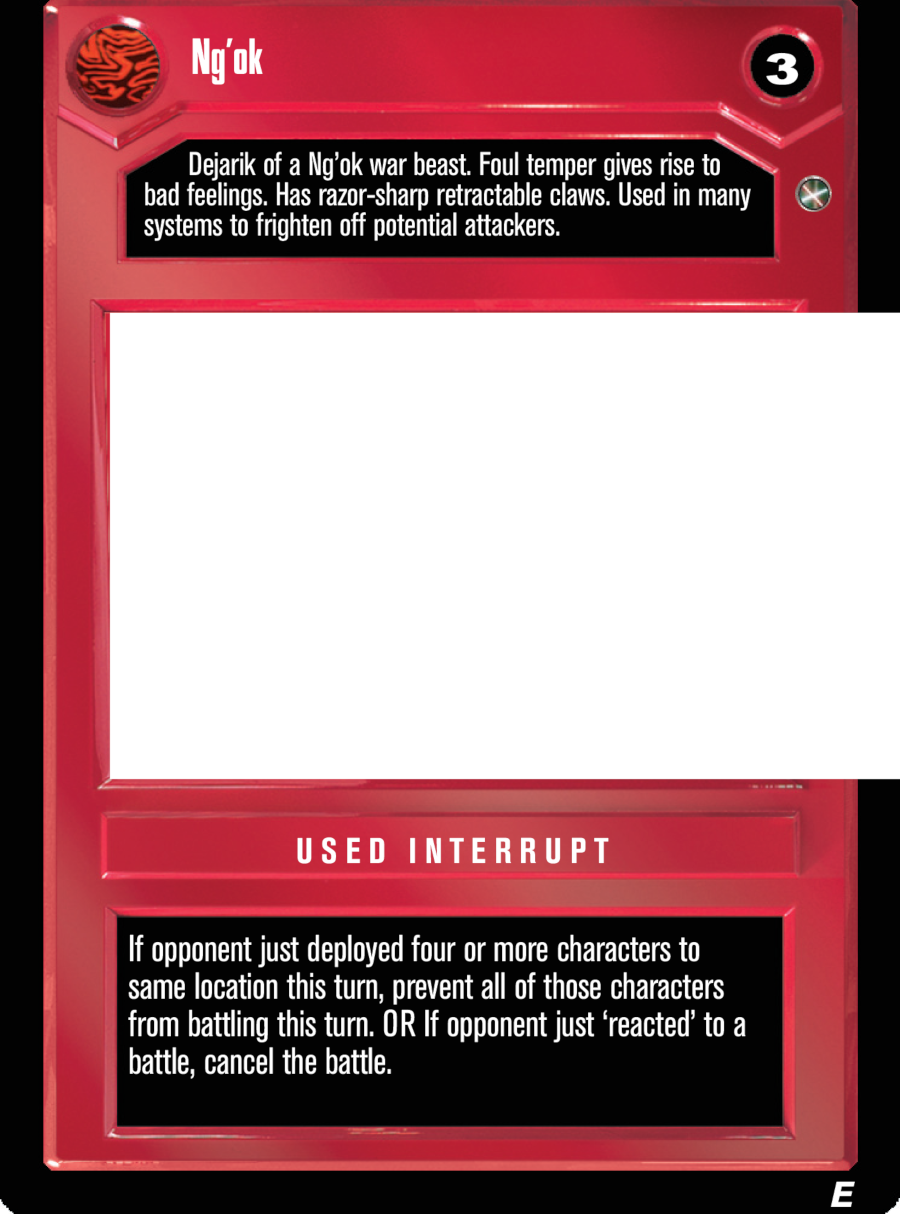 Ng'ok
3
Dejarik of a Ng'ok war beast. Foul temper gives rise to
bad feelings. Has razor-sharp retractable claws. Used in many
systems to frighten off potential attackers.
USED INTERRUPT
If opponent just deployed four or more characters to
same location this turn, prevent all of those characters
from battling this turn. OR If opponent just ‘reacted’ to a
battle, cancel the battle.
E